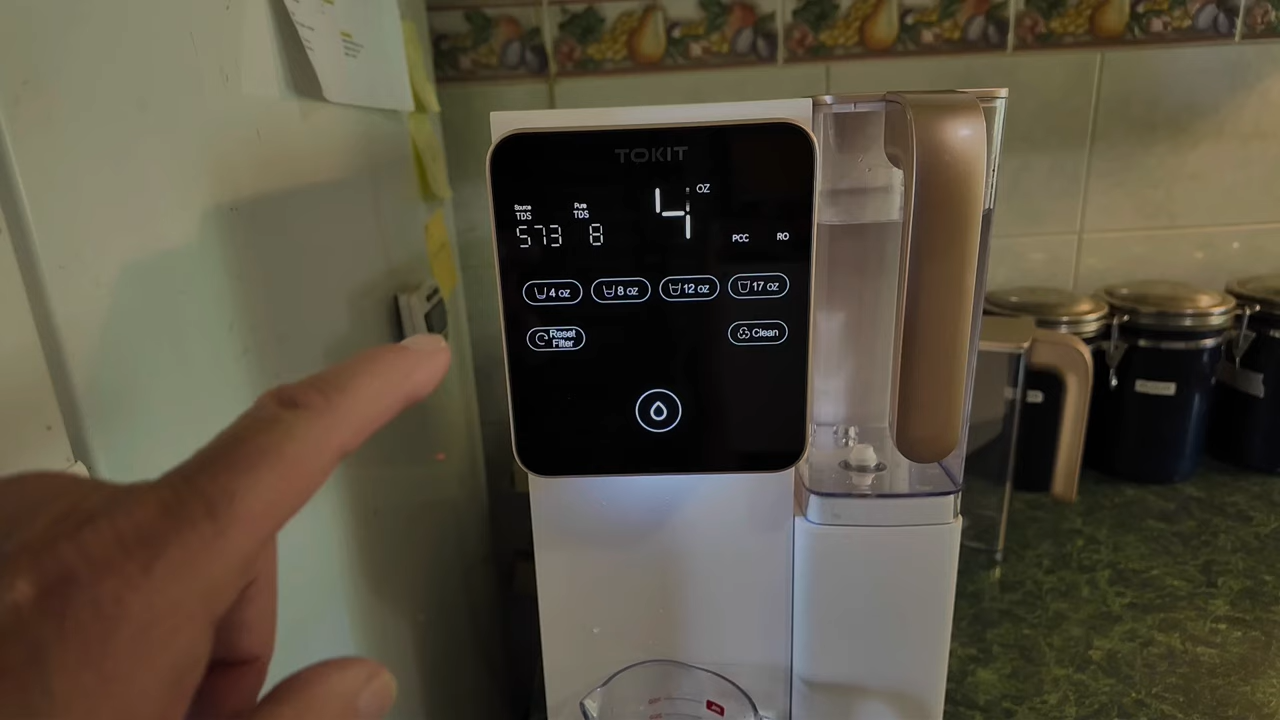 TOKIT
Source
TDS
573
Pure
TDS
8
4 OZ
PCC
RO
4 oz
8 oz
12 oz
17 oz
Reset
Filter
Clean